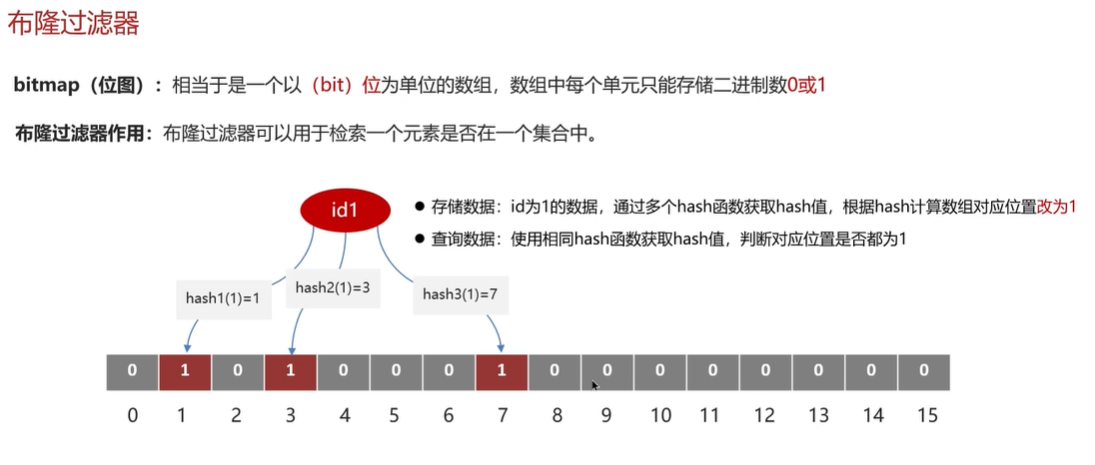 布隆过滤器
bitmap（位图）：相当于是一个以（bit）位为单位的数组，数组中每个单元只能存储二进制数0或1
布隆过滤器作用：布隆过滤器可以用于检索一个元素是否在一个集合中。
id1
● 存储数据：id为1的数据，通过多个hash函数获取hash值，根据hash计算数组对应位置改为1
● 查询数据：使用相同hash函数获取hash值，判断对应位置是否都为1
hash1(1)=1
hash2(1)=3
hash3(1)=7
0 1 0 1 0 0 0 1 0 0 0 0 0 0 0 0
0 1 2 3 4 5 6 7 8 9 10 11 12 13 14 15